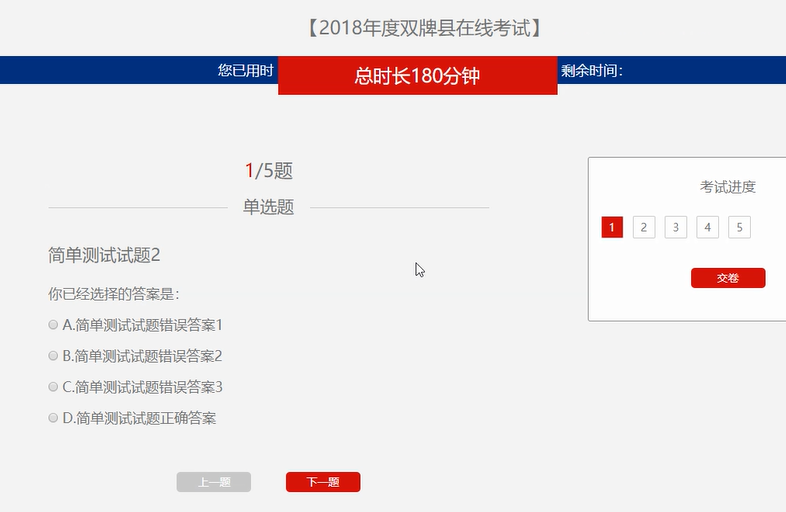 【2018年度双牌县在线考试】
您已用时
总时长180分钟
剩余时间：
1/5题
单选题
简单测试试题2
你已经选择的答案是：
A.简单测试试题错误答案1
B.简单测试试题错误答案2
C.简单测试试题错误答案3
D.简单测试试题正确答案
上一题
下一题
考试进度
1 2 3 4 5
交卷